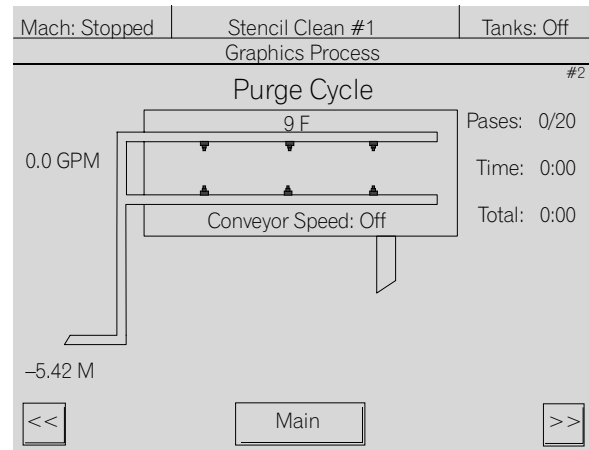 Mach: Stopped
Stencil Clean #1
Tanks: Off
Graphics Process
#2
Purge Cycle
9 F
Pases: 0/20
0.0 GPM
Time: 0:00
Conveyor Speed: Off
Total: 0:00
–5.42 M
<<
Main
>>